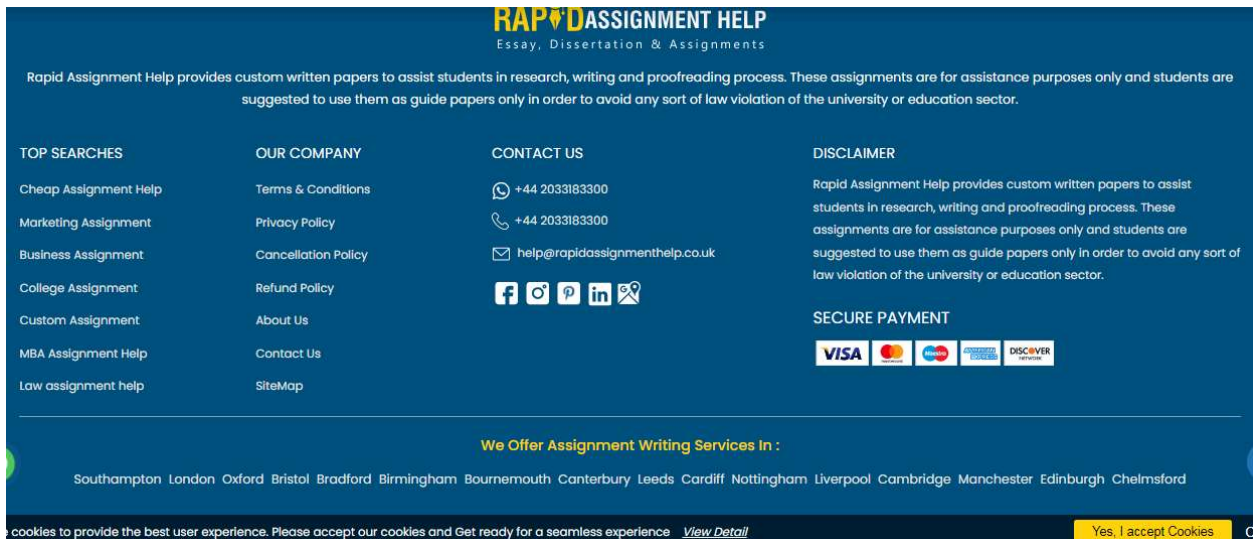 RAPIDASSIGNMENT HELP
Essay, Dissertation & Assignments
Rapid Assignment Help provides custom written papers to assist students in research, writing and proofreading process. These assignments are for assistance purposes only and students are
suggested to use them as guide papers only in order to avoid any sort of law violation of the university or education sector.
TOP SEARCHES
Cheap Assignment Help
Marketing Assignment
Business Assignment
College Assignment
Custom Assignment
MBA Assignment Help
Law assignment help
OUR COMPANY
Terms & Conditions
Privacy Policy
Cancellation Policy
Refund Policy
About Us
Contact Us
SiteMap
CONTACT US
+44 2033183300
+44 2033183300
help@rapidassignmenthelp.co.uk
DISCLAIMER
Rapid Assignment Help provides custom written papers to assist
students in research, writing and proofreading process. These
assignments are for assistance purposes only and students are
suggested to use them as guide papers only in order to avoid any sort of
law violation of the university or education sector.
SECURE PAYMENT
VISA
DISCOVER
We Offer Assignment Writing Services In :
Southampton London Oxford Bristol Bradford Birmingham Bournemouth Canterbury Leeds Cardiff Nottingham Liverpool Cambridge Manchester Edinburgh Chelmsford
cookies to provide the best user experience. Please accept our cookies and Get ready for a seamless experience View Detail
Yes, I accept Cookies